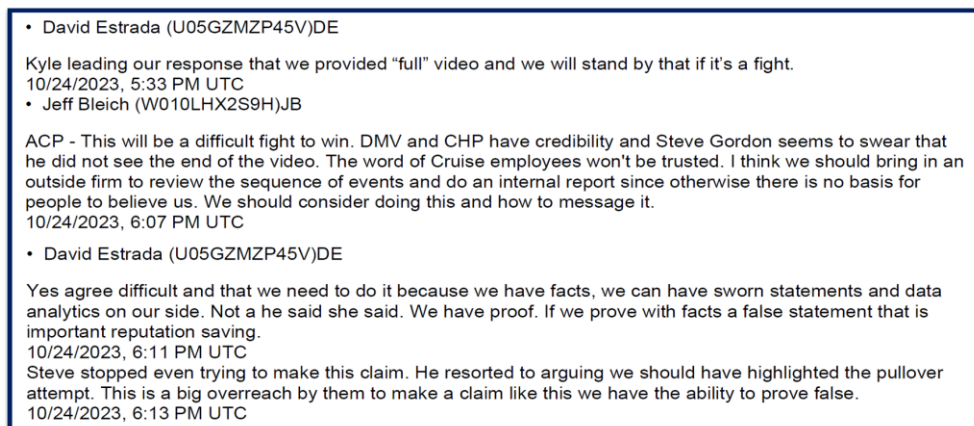 • David Estrada (U05GZMZP45V)DE
Kyle leading our response that we provided “full” video and we will stand by that if it’s a fight.
10/24/2023, 5:33 PM UTC
• Jeff Bleich (W010LHX2S9H)JB
ACP - This will be a difficult fight to win. DMV and CHP have credibility and Steve Gordon seems to swear that
he did not see the end of the video. The word of Cruise employees won't be trusted. I think we should bring in an
outside firm to review the sequence of events and do an internal report since otherwise there is no basis for
people to believe us. We should consider doing this and how to message it.
10/24/2023, 6:07 PM UTC
• David Estrada (U05GZMZP45V)DE
Yes agree difficult and that we need to do it because we have facts, we can have sworn statements and data
analytics on our side. Not a he said she said. We have proof. If we prove with facts a false statement that is
important reputation saving.
10/24/2023, 6:11 PM UTC
Steve stopped even trying to make this claim. He resorted to arguing we should have highlighted the pullover
attempt. This is a big overreach by them to make a claim like this we have the ability to prove false.
10/24/2023, 6:13 PM UTC